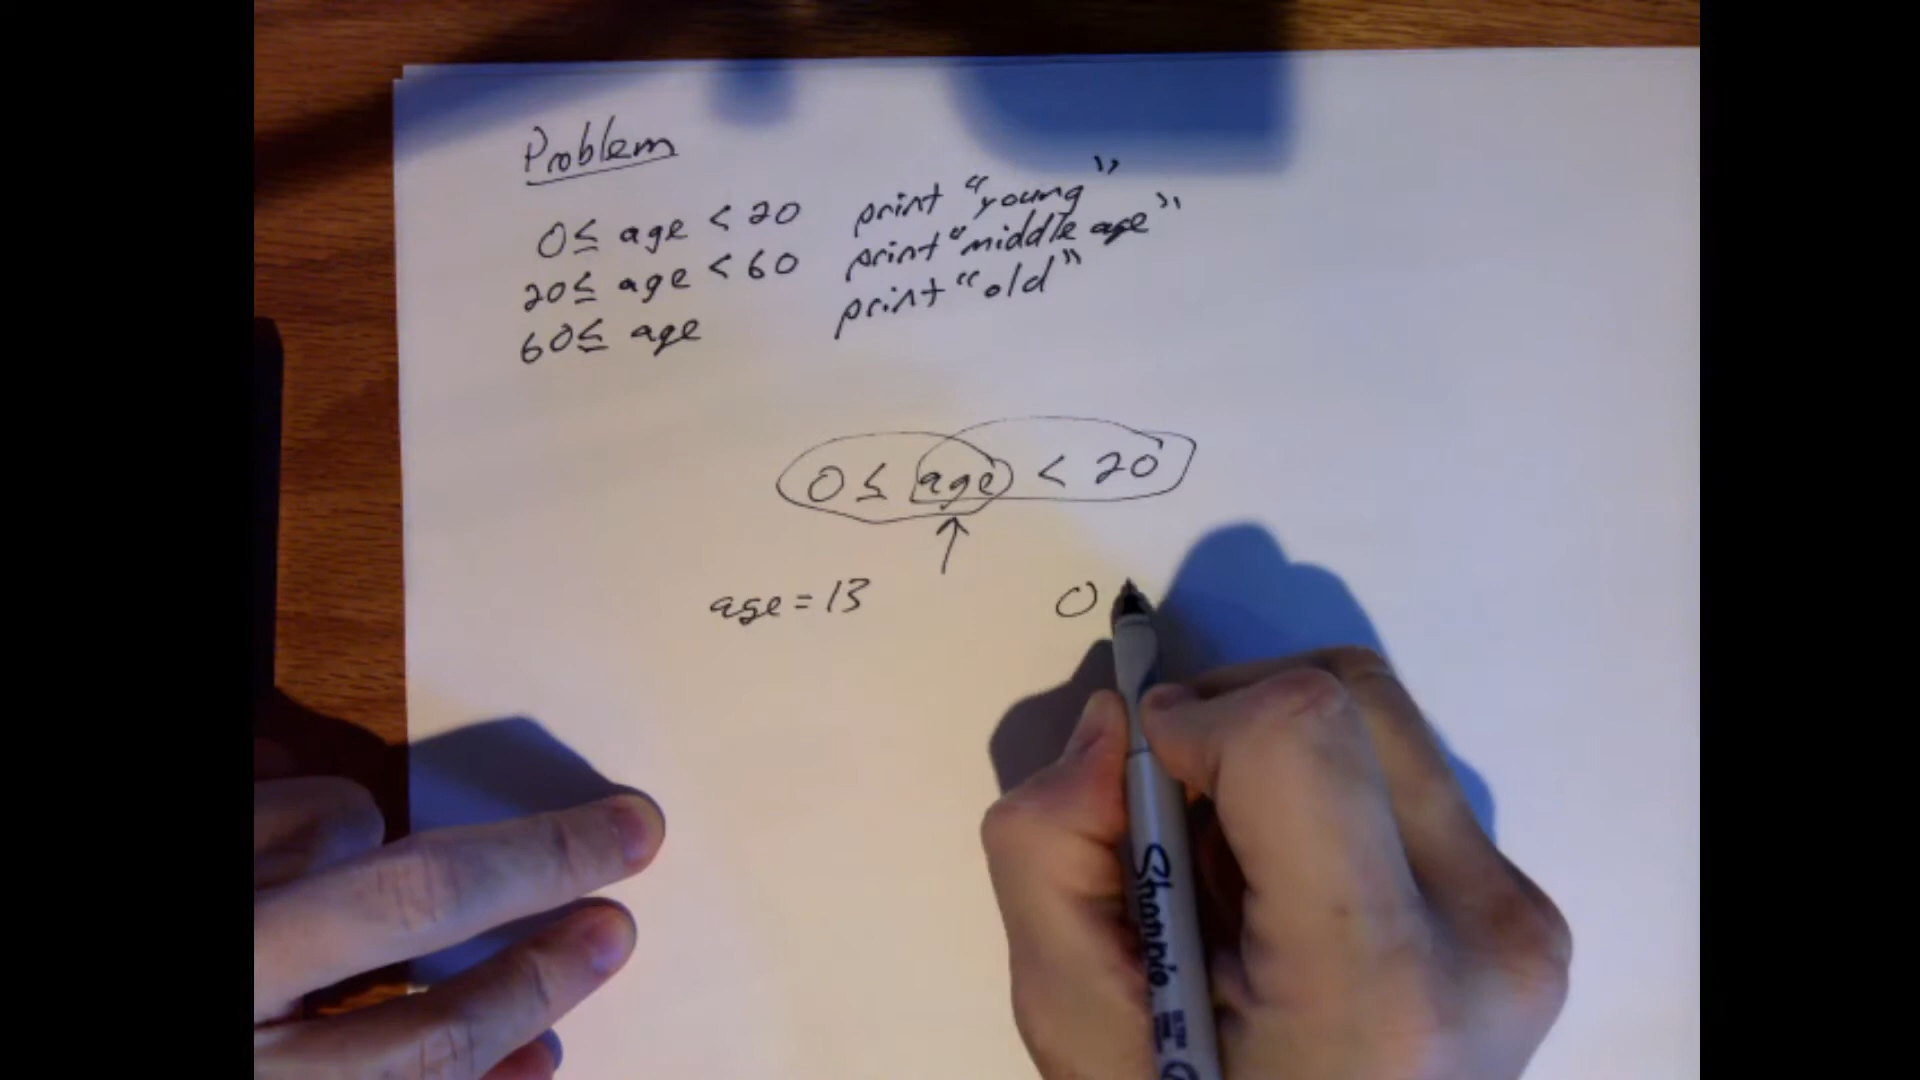 Problem
0≤ age < 20 print “young”
20≤ age < 60 print “middle age”
60≤ age print “old”
0 ≤ age < 20
age = 13 0
Sharpie